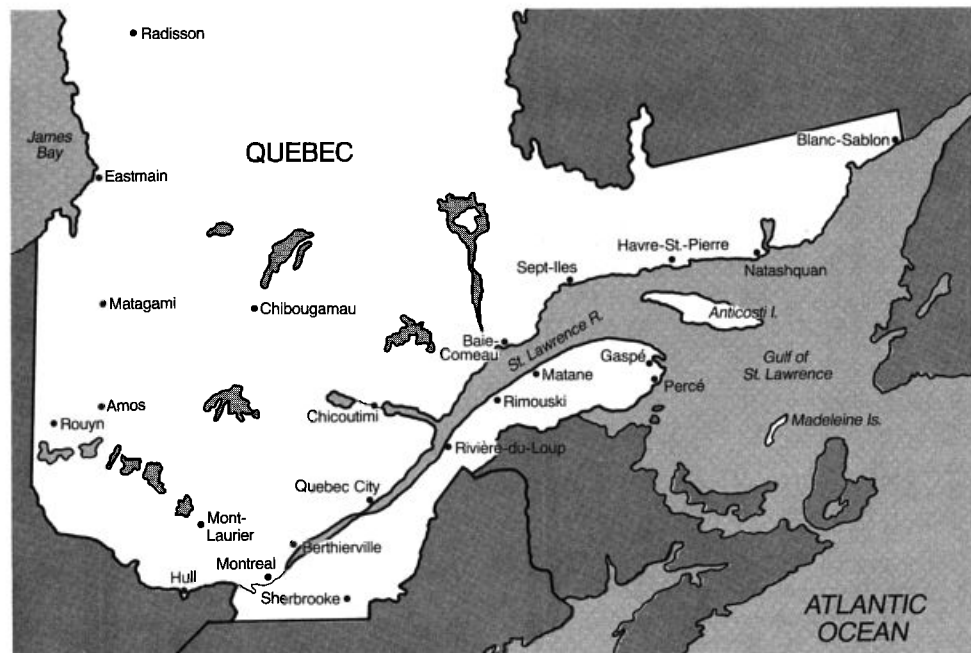 Radisson
James
Bay
QUEBEC
Blanc-Sablon
Eastmain
Havre-St.-Pierre
Natashquan
Sept-Iles
Matagami
Chibougamau
Anticosti I.
St. Lawrence R.
Baie-
Comeau
Gaspé
Gulf of
St. Lawrence
Matane
Percé
Amos
Rouyn
Chicoutimi
Rimouski
Madeleine Is.
Rivière-du-Loup
Quebec City
Mont-
Laurier
Berthierville
Montreal
Hull
Sherbrooke
ATLANTIC
OCEAN